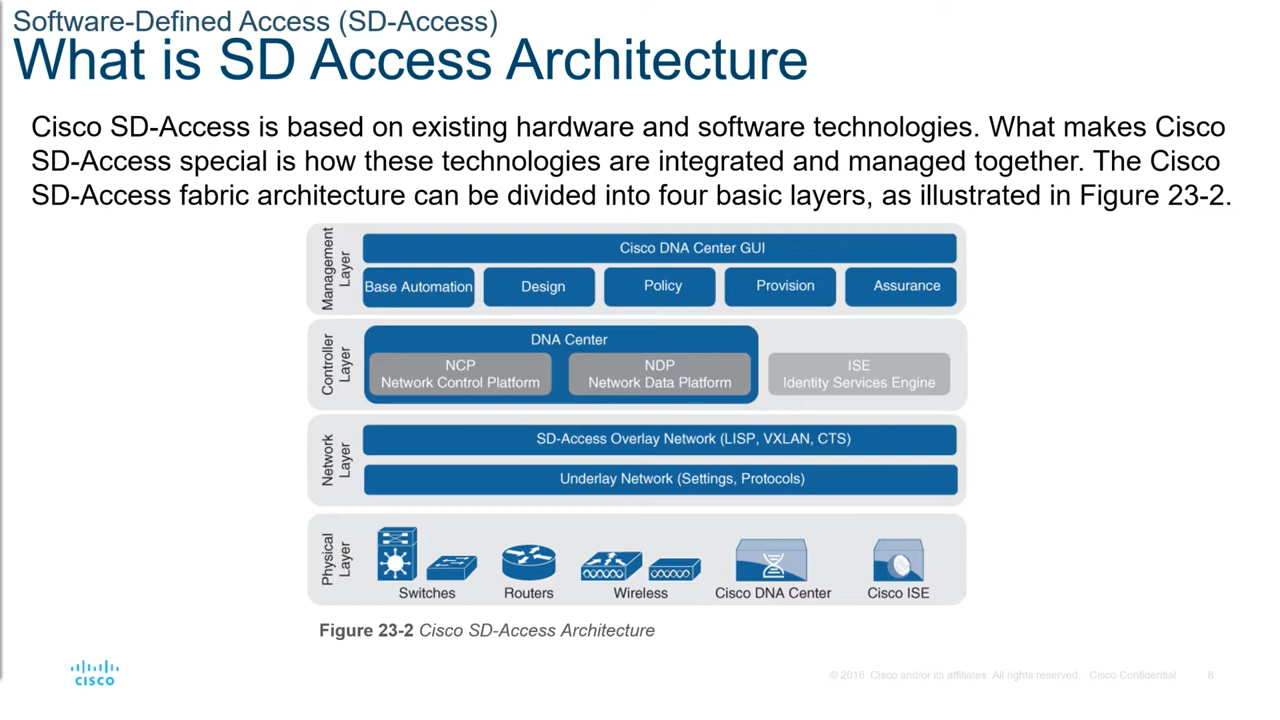 Software-Defined Access (SD-Access)
What is SD Access Architecture
Cisco SD-Access is based on existing hardware and software technologies. What makes Cisco
SD-Access special is how these technologies are integrated and managed together. The Cisco
SD-Access fabric architecture can be divided into four basic layers, as illustrated in Figure 23-2.
Management
Layer
Cisco DNA Center GUI
Base Automation
Design
Policy
Provision
Assurance
Controller
Layer
DNA Center
NCP
Network Control Platform
NDP
Network Data Platform
ISE
Identity Services Engine
Network
Layer
SD-Access Overlay Network (LISP, VXLAN, CTS)
Underlay Network (Settings, Protocols)
Physical
Layer
Switches
Routers
Wireless
Cisco DNA Center
Cisco ISE
Figure 23-2 Cisco SD-Access Architecture
CISCO
© 2016 Cisco and/or its affiliates. All rights reserved. Cisco Confidential
8